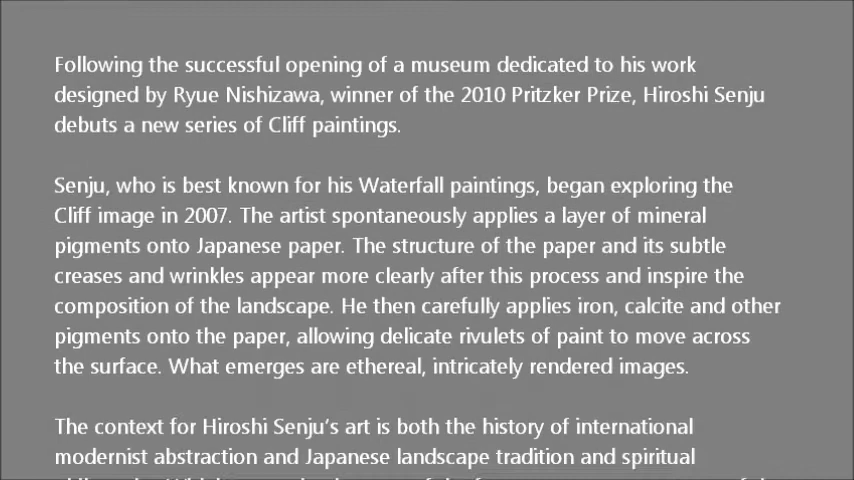 Following the successful opening of a museum dedicated to his work
designed by Ryue Nishizawa, winner of the 2010 Pritzker Prize, Hiroshi Senju
debuts a new series of Cliff paintings.
Senju, who is best known for his Waterfall paintings, began exploring the
Cliff image in 2007. The artist spontaneously applies a layer of mineral
pigments onto Japanese paper. The structure of the paper and its subtle
creases and wrinkles appear more clearly after this process and inspire the
composition of the landscape. He then carefully applies iron, calcite and other
pigments onto the paper, allowing delicate rivulets of paint to move across
the surface. What emerges are ethereal, intricately rendered images.
The context for Hiroshi Senju’s art is both the history of international
modernist abstraction and Japanese landscape tradition and spiritual